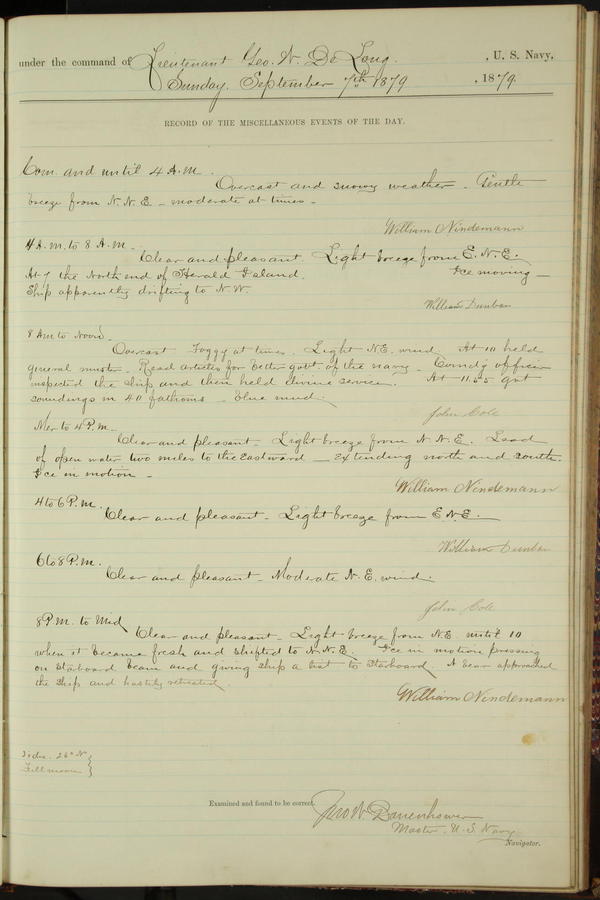 under the command of Lieutenant Geo. W. De Long. , U. S. Navy,
Sunday. September 7th 1879 , 1879.
RECORD OF THE MISCELLANEOUS EVENTS OF THE DAY.
Com. and until 4 A.M.
Overcast and snowy weather - Gentle
breeze from N.N.E. - moderate at times -
William Nindemann
4 A.M. to 8 A.M.
Clear and pleasant. Light breeze from E.N.E.
At 7 the North end of Herald Island. Ice moving -
Ship apparently drifting to N.W.
William Dunbar
8 AM to Noon
Overcast Foggy at times. Light NE. wind. At 10 held
general muster - Read articles for better govt. of the navy - Comd'g officer
inspected the ship and then held divine service. At 11.55 got
soundings in 40 fathoms - blue mud.
John Cole
Mer to 4 P.M.
Clear and pleasant - Light breeze from N.N.E. Lead
of open water two miles to the Eastward - extending north and south.
Ice in motion -
William Nindemann
4 to 6 P.M.
Clear and pleasant - Light breeze from E.N.E. -
William Dunbar
6 to 8 P.M.
Clear and pleasant - Moderate N.E. wind.
John Cole
8 P.M. to Mid
Clear and pleasant - Light breeze from N.E. until 10
when it became fresh and shifted to N.N.E. Ice in motion pressing
on Starboard beam and giving ship a list to Starboard. A bear approached
the ship and hastily retreated.
William Nindemann
Full moon
Examined and found to be correct.
Jno W. Danenhower
Master. U. S. Navy
Navigator.